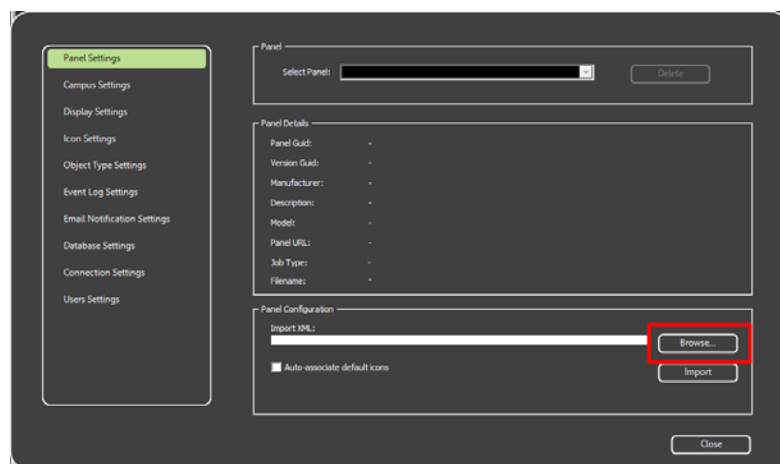 Panel Settings
Campus Settings
Display Settings
Icon Settings
Object Type Settings
Event Log Settings
Email Notification Settings
Database Settings
Connection Settings
Users Settings
Panel
Select Panel:
Delete
Panel Details
Panel Guid: -
Version Guid: -
Manufacturer: -
Description: -
Model: -
Panel URL: -
Job Type: -
Filename: -
Panel Configuration
Import XML:
Browse...
Auto-associate default icons
Import
Close